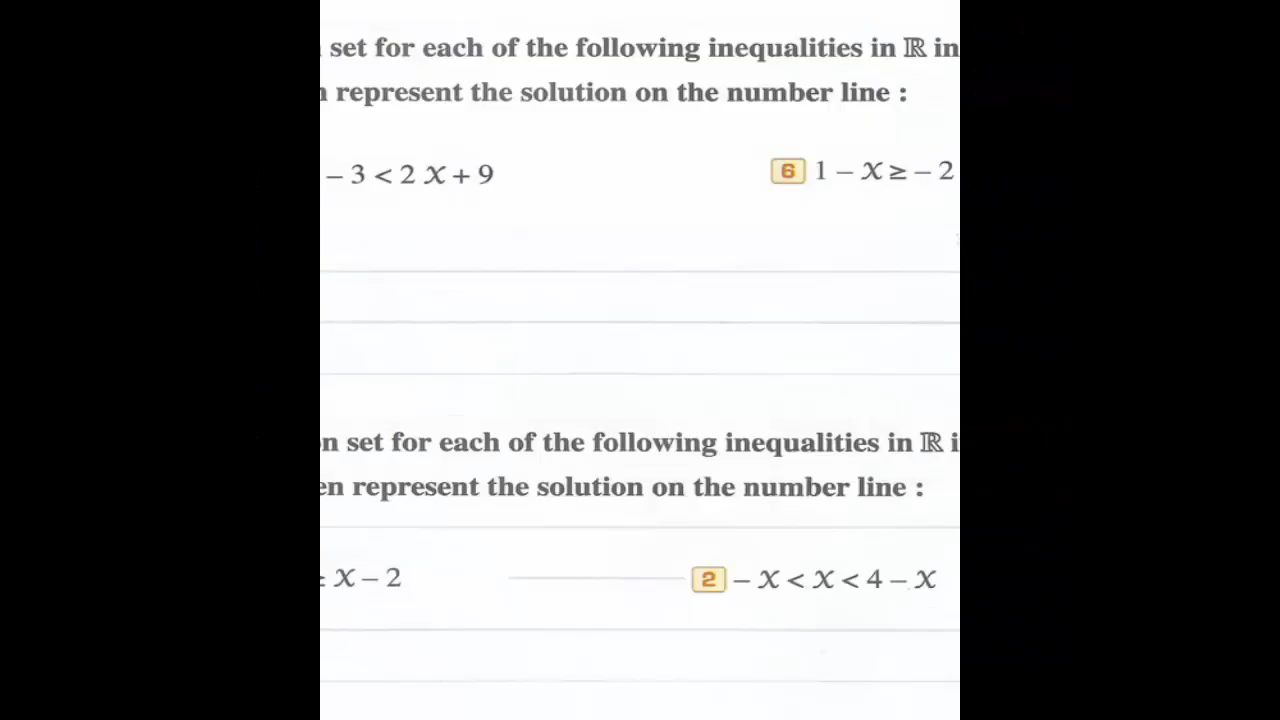 set for each of the following inequalities in ℝ in
represent the solution on the number line :
– 3 < 2 x + 9
6 1 – x ≥ – 2
set for each of the following inequalities in ℝ
represent the solution on the number line :
x – 2
2 – x < x < 4 – x